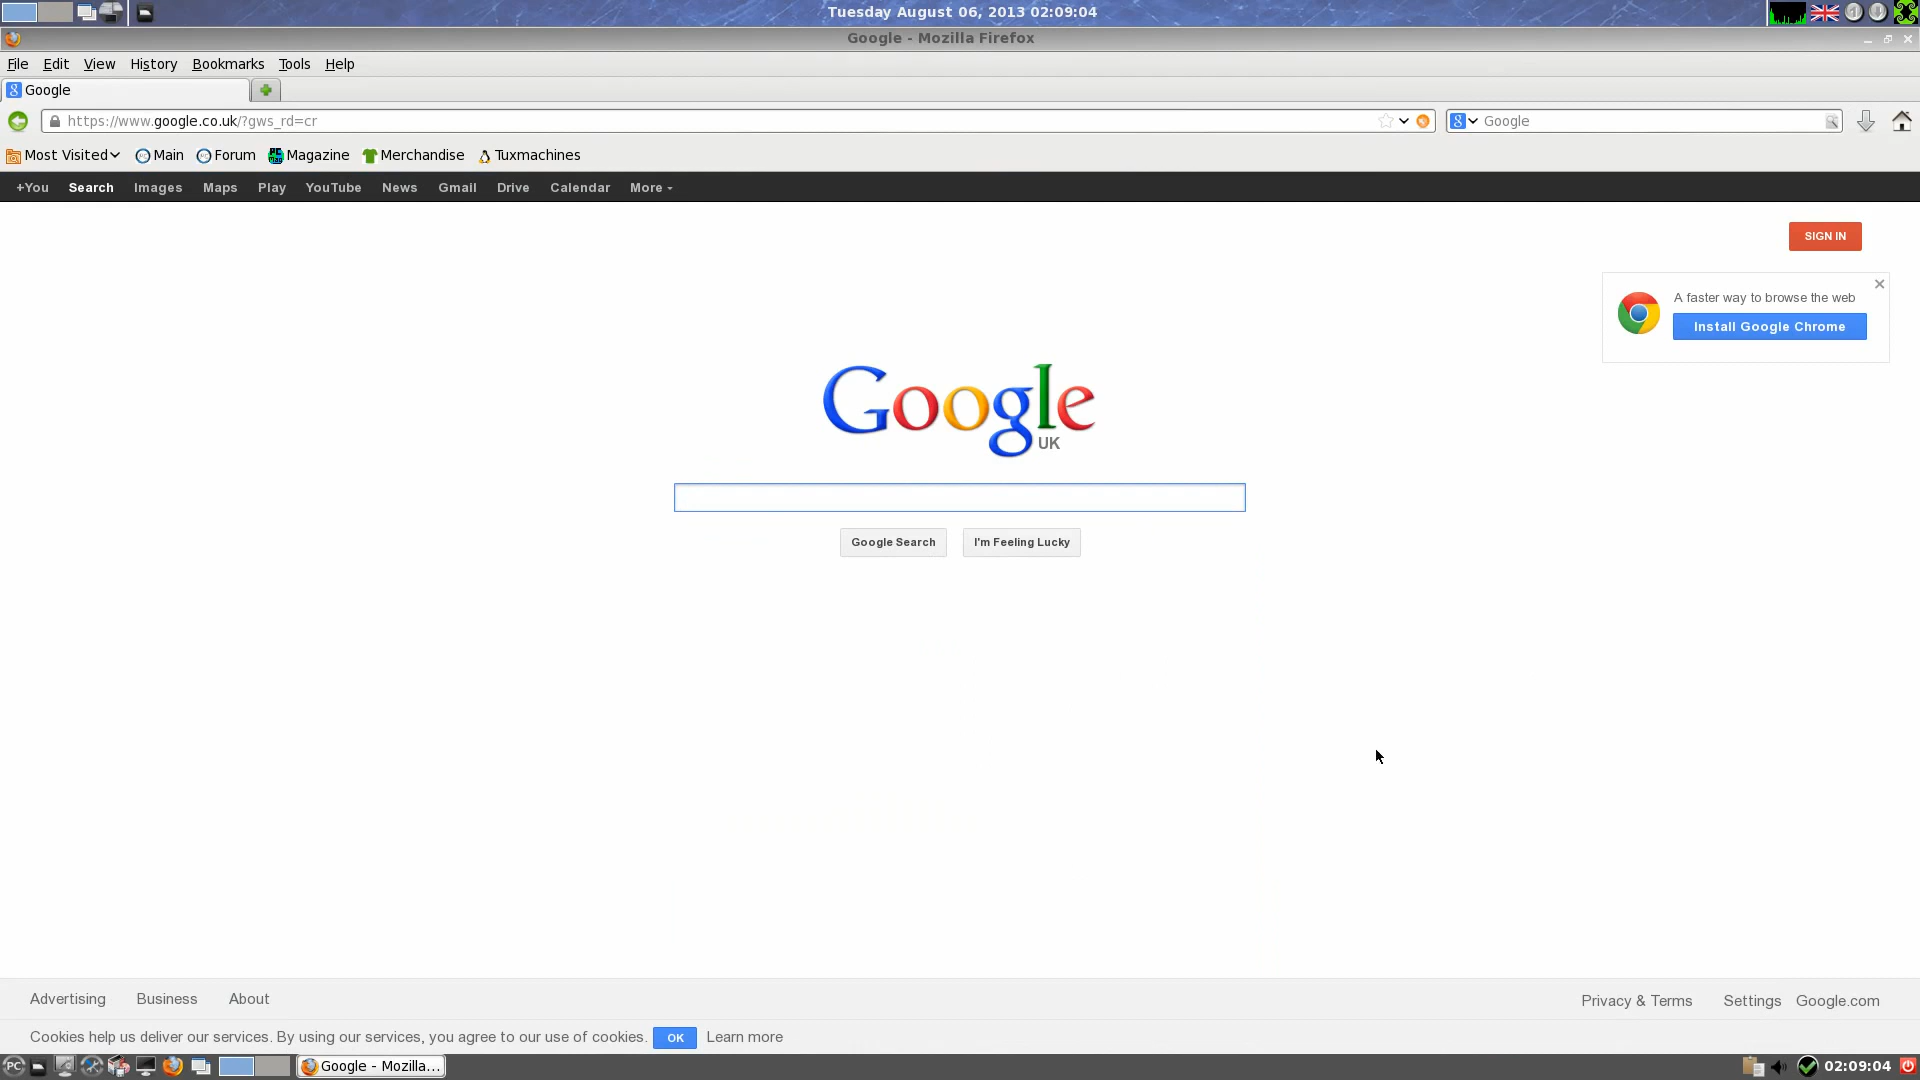 Tuesday August 06, 2013 02:09:04
Google - Mozilla Firefox
File Edit View History Bookmarks Tools Help
Google
https://www.google.co.uk/?gws_rd=cr
Google
Most Visited Main Forum Magazine Merchandise Tuxmachines
+You Search Images Maps Play YouTube News Gmail Drive Calendar More
SIGN IN
A faster way to browse the web
Install Google Chrome
Google
UK
Google Search I'm Feeling Lucky
Advertising Business About Privacy & Terms Settings Google.com
Cookies help us deliver our services. By using our services, you agree to our use of cookies. OK Learn more
PC Google - Mozilla... 02:09:04